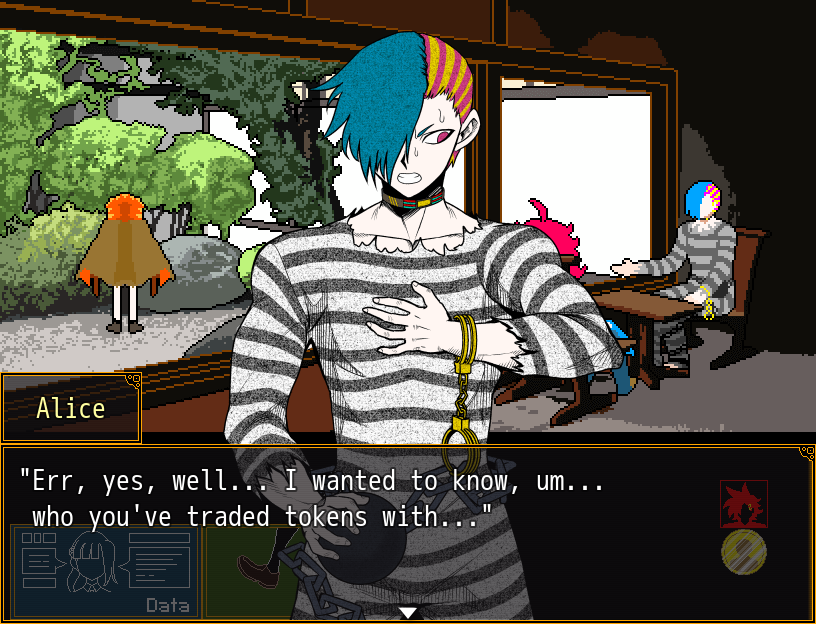 Alice
"Err, yes, well... I wanted to know, um...
who you've traded tokens with..."
Data